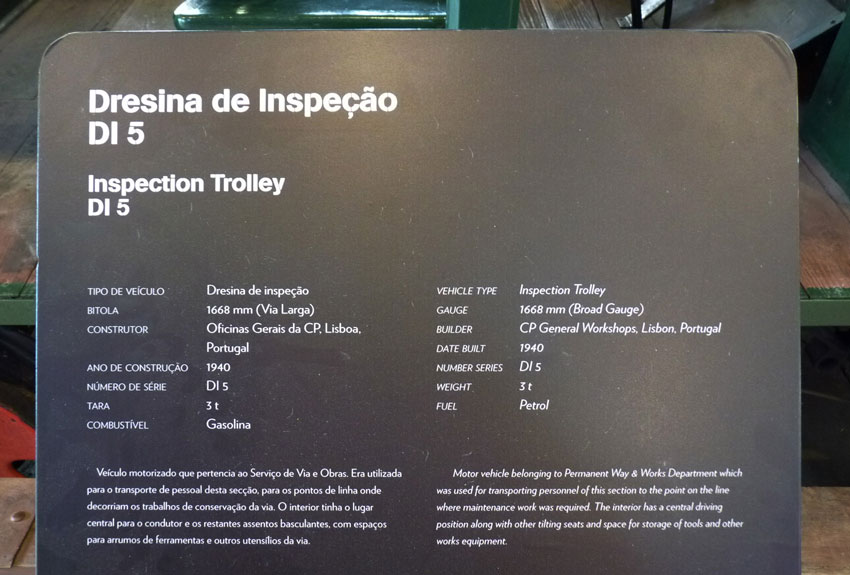 Dresina de Inspeção
DI 5
Inspection Trolley
DI 5
TIPO DE VEÍCULO Dresina de inspeção
BITOLA 1668 mm (Via Larga)
CONSTRUTOR Oficinas Gerais da CP, Lisboa,
Portugal
ANO DE CONSTRUÇÃO 1940
NÚMERO DE SÉRIE DI 5
TARA 3 t
COMBUSTÍVEL Gasolina
VEHICLE TYPE Inspection Trolley
GAUGE 1668 mm (Broad Gauge)
BUILDER CP General Workshops, Lisbon, Portugal
DATE BUILT 1940
NUMBER SERIES DI 5
WEIGHT 3 t
FUEL Petrol
Veículo motorizado que pertencia ao Serviço de Via e Obras. Era utilizada
para o transporte de pessoal desta secção, para os pontos de linha onde
decorriam os trabalhos de conservação da via. O interior tinha o lugar
central para o condutor e os restantes assentos basculantes, com espaços
para arrumos de ferramentas e outros utensílios da via.
Motor vehicle belonging to Permanent Way & Works Department which
was used for transporting personnel of this section to the point on the line
where maintenance work was required. The interior has a central driving
position along with other tilting seats and space for storage of tools and other
works equipment.